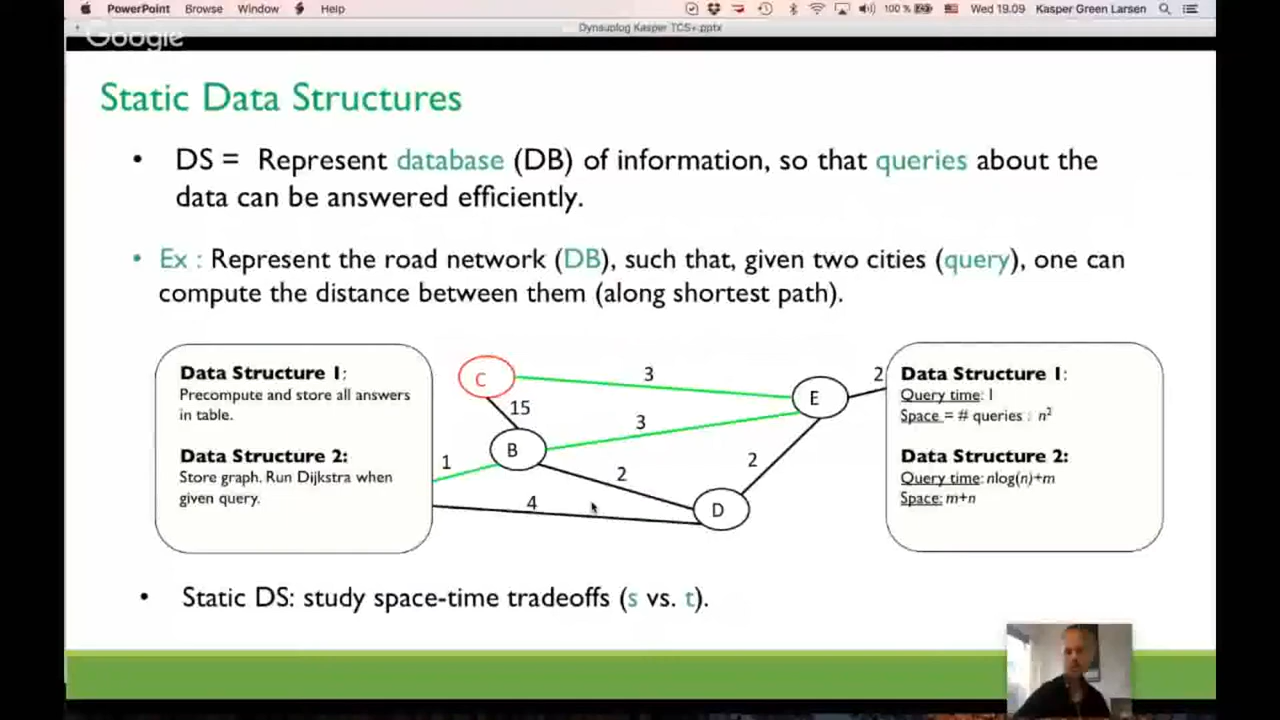 PowerPoint Browse Window Help 100 % Wed 19.09 Kasper Green Larsen
Dynsuplog Kasper TCS+.pptx
Google
Static Data Structures
• DS = Represent database (DB) of information, so that queries about the
data can be answered efficiently.
• Ex : Represent the road network (DB), such that, given two cities (query), one can
compute the distance between them (along shortest path).
Data Structure 1:
Precompute and store all answers
in table.
Data Structure 2:
Store graph. Run Dijkstra when
given query.
C
3
E
2
15
3
B
1
2
2
4
D
Data Structure 1:
Query time: 1
Space = # queries : n²
Data Structure 2:
Query time: nlog(n)+m
Space: m+n
• Static DS: study space-time tradeoffs (s vs. t).